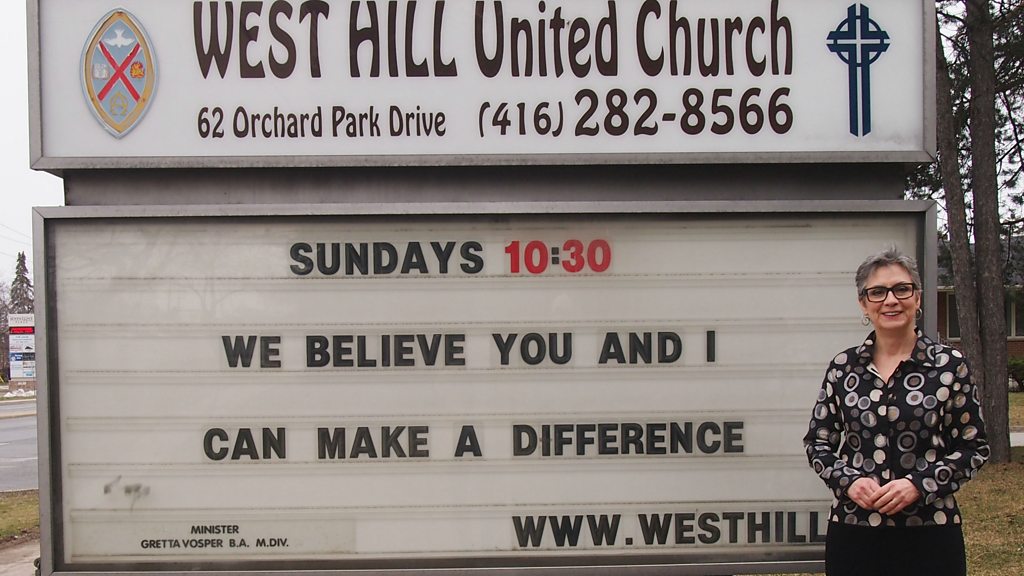 WEST HILL United Church
62 Orchard Park Drive (416) 282-8566
SUNDAYS 10:30
WE BELIEVE YOU AND I
CAN MAKE A DIFFERENCE
MINISTER
GRETTA VOSPER B.A. M.DIV.
WWW.WESTHILL